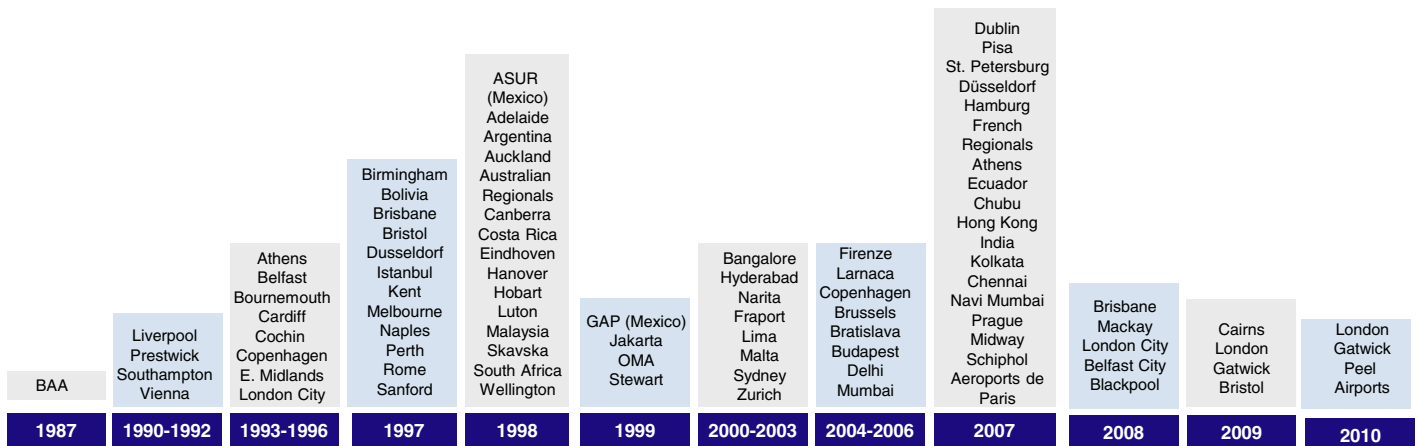 BAA
1987
Liverpool
Prestwick
Southampton
Vienna
1990-1992
Athens
Belfast
Bournemouth
Cardiff
Cochin
Copenhagen
E. Midlands
London City
1993-1996
Birmingham
Bolivia
Brisbane
Bristol
Dusseldorf
Istanbul
Kent
Melbourne
Naples
Perth
Rome
Sanford
1997
ASUR
(Mexico)
Adelaide
Argentina
Auckland
Australian
Regionals
Canberra
Costa Rica
Eindhoven
Hanover
Hobart
Luton
Malaysia
Skavska
South Africa
Wellington
1998
GAP (Mexico)
Jakarta
OMA
Stewart
1999
Bangalore
Hyderabad
Narita
Fraport
Lima
Malta
Sydney
Zurich
2000-2003
Firenze
Larnaca
Copenhagen
Brussels
Bratislava
Budapest
Delhi
Mumbai
2004-2006
Dublin
Pisa
St. Petersburg
Düsseldorf
Hamburg
French
Regionals
Athens
Ecuador
Chubu
Hong Kong
India
Kolkata
Chennai
Navi Mumbai
Prague
Midway
Schiphol
Aeroports de
Paris
2007
Brisbane
Mackay
London City
Belfast City
Blackpool
2008
Cairns
London
Gatwick
Bristol
2009
London
Gatwick
Peel
Airports
2010